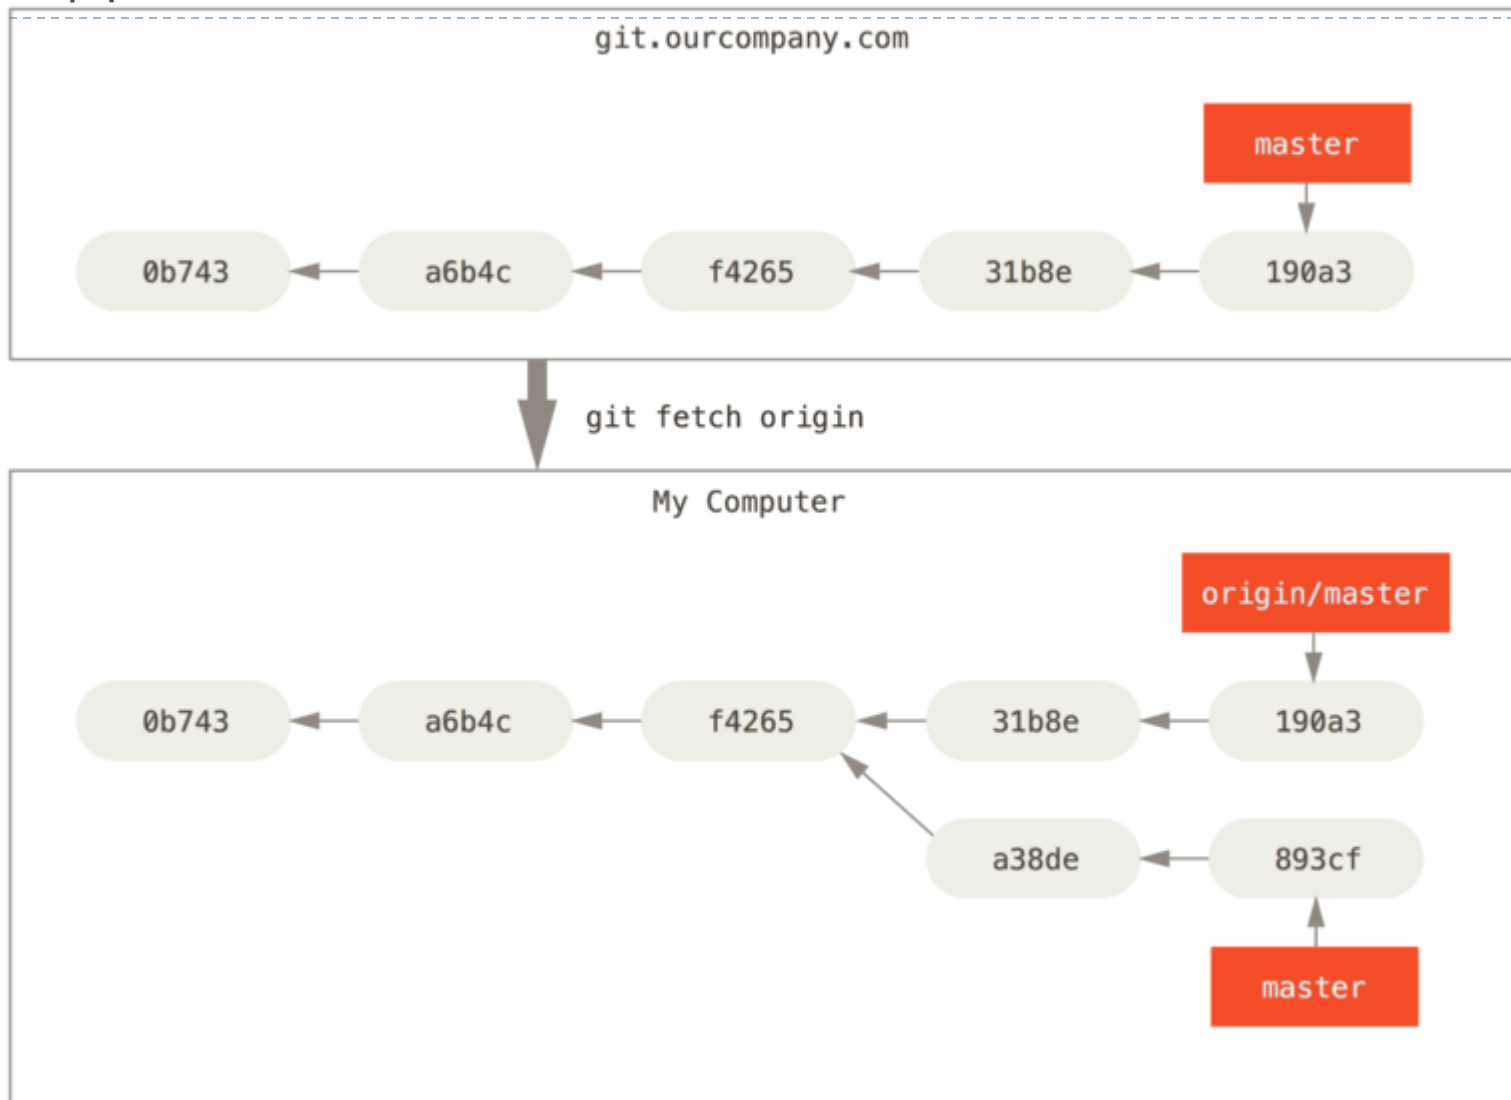 git.ourcompany.com
master
0b743 a6b4c f4265 31b8e 190a3
git fetch origin
My Computer
origin/master
0b743 a6b4c f4265 31b8e 190a3
a38de 893cf
master